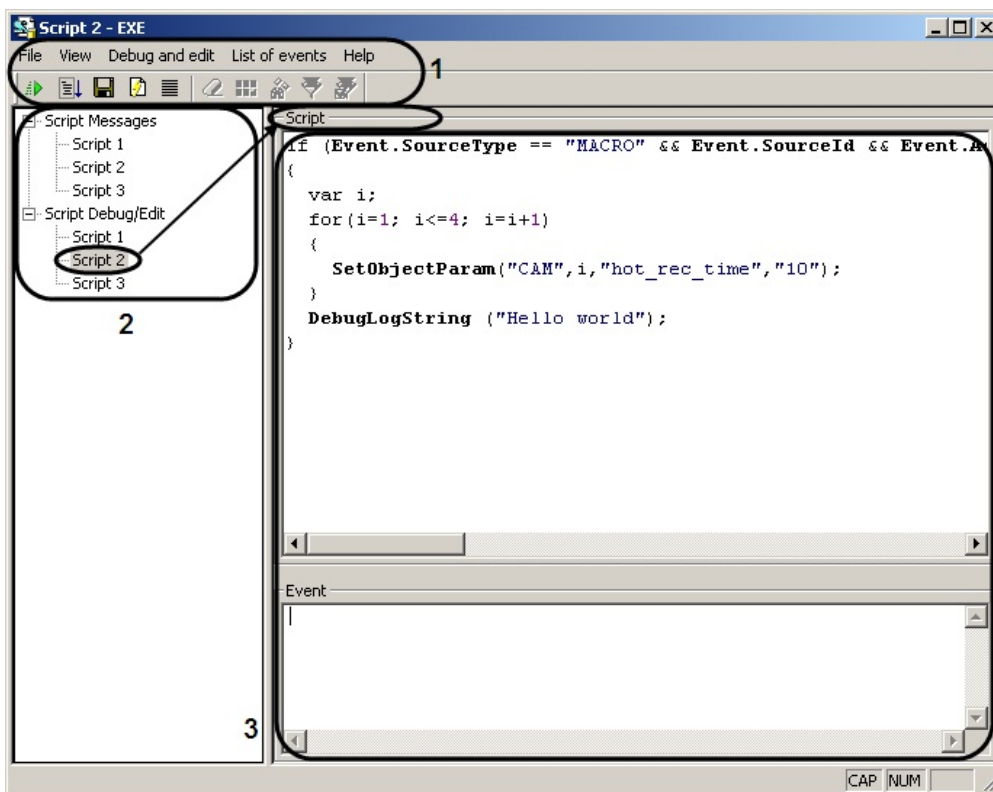 Script 2 - EXE
File View Debug and edit List of events Help
1
Script Messages
Script 1
Script 2
Script 3
Script Debug/Edit
Script 1
Script 2
Script 3
2
Script
if (Event.SourceType == "MACRO" && Event.SourceId && Event.A
{
var i;
for(i=1; i<=4; i=i+1)
{
SetObjectParam("CAM",i,"hot_rec_time","10");
}
DebugLogString ("Hello world");
}
Event
3
CAP NUM